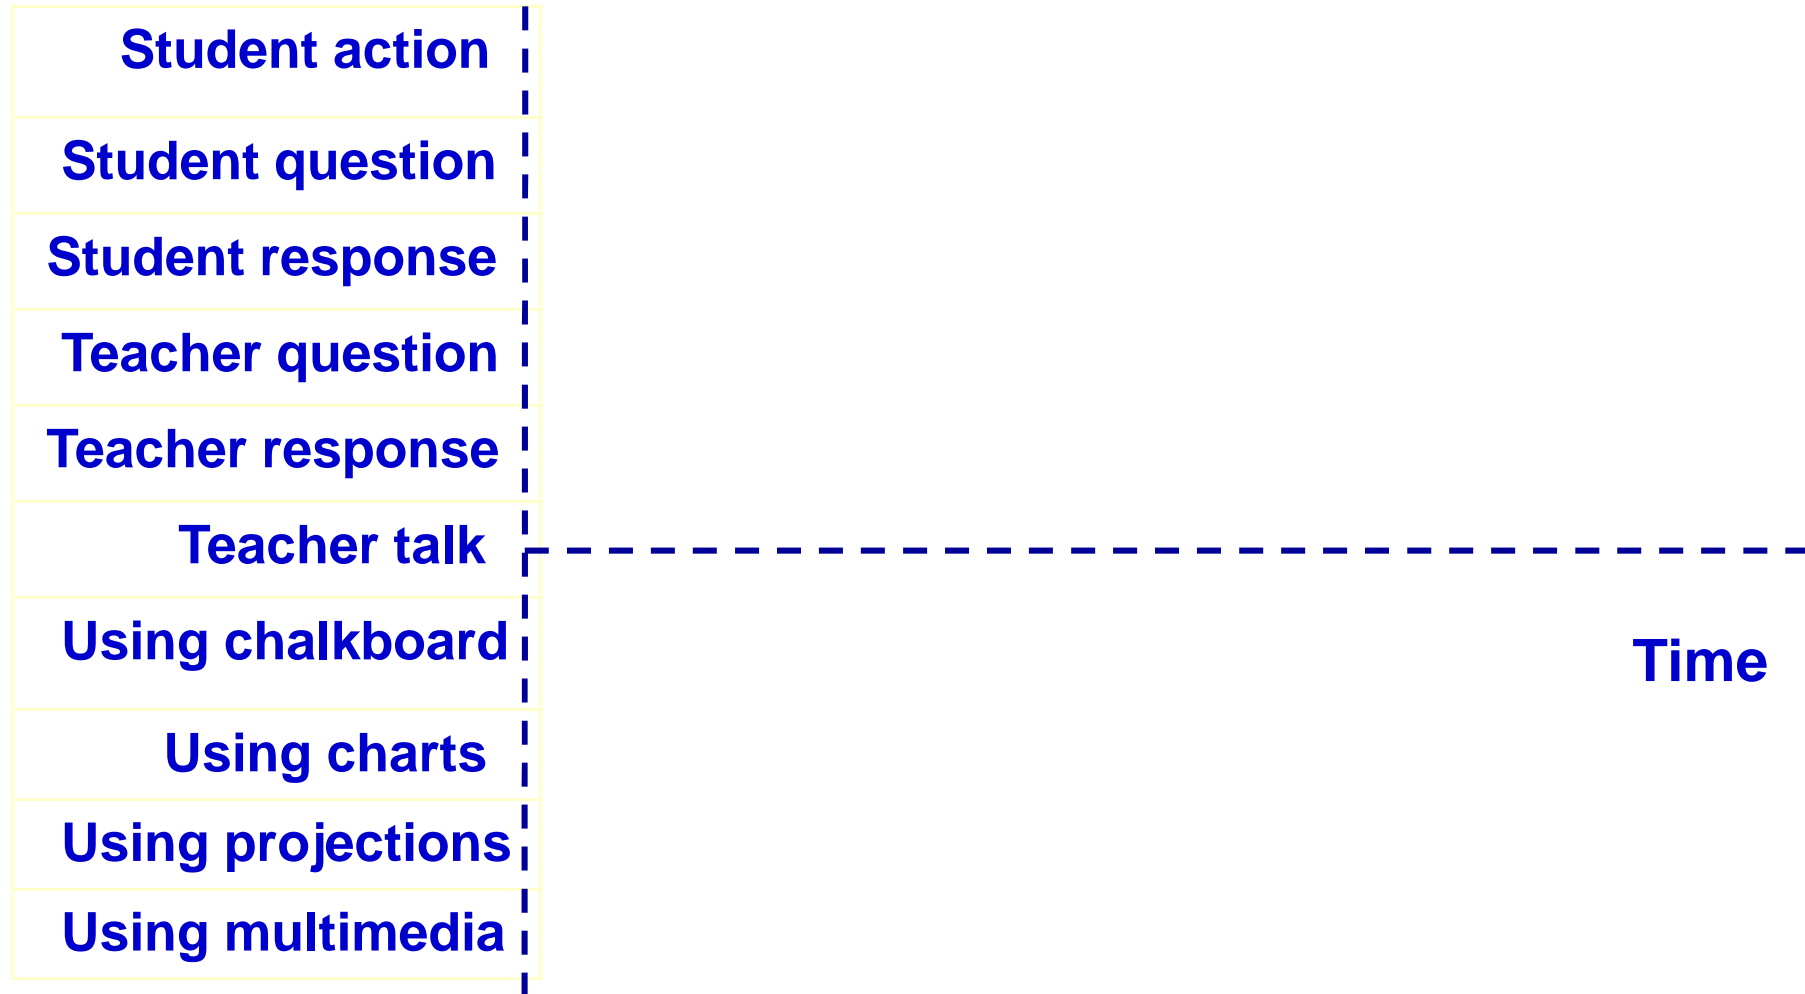 Student action
Student question
Student response
Teacher question
Teacher response
Teacher talk
Using chalkboard
Time
Using charts
Using projections
Using multimedia